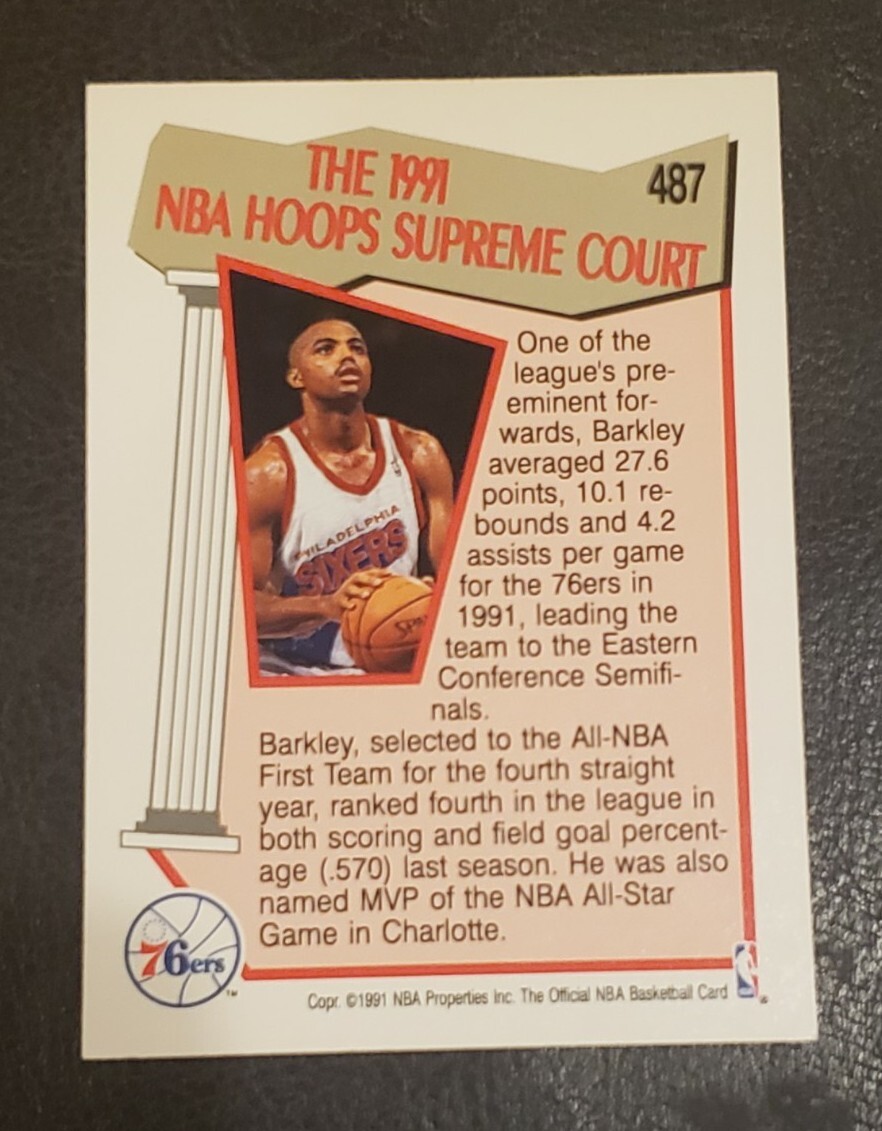 THE 1991
487
NBA HOOPS SUPREME COURT
One of the
league's pre-
eminent for-
wards, Barkley
averaged 27.6
points, 10.1 re-
bounds and 4.2
assists per game
for the 76ers in
1991, leading the
team to the Eastern
Conference Semifi-
nals.
PHILADELPHIA
SIXERS
Barkley, selected to the All-NBA
First Team for the fourth straight
year, ranked fourth in the league in
both scoring and field goal percent-
age (.570) last season. He was also
named MVP of the NBA All-Star
Game in Charlotte.
76ers
TM
Copr. ©1991 NBA Properties Inc. The Official NBA Basketball Card